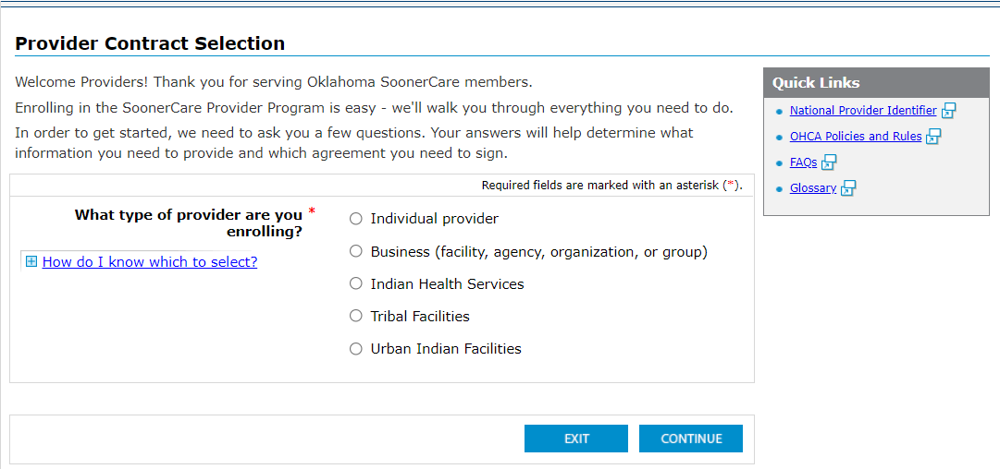 Provider Contract Selection
Welcome Providers! Thank you for serving Oklahoma SoonerCare members.
Enrolling in the SoonerCare Provider Program is easy - we'll walk you through everything you need to do.
In order to get started, we need to ask you a few questions. Your answers will help determine what
information you need to provide and which agreement you need to sign.
Required fields are marked with an asterisk (*).
What type of provider are you *
enrolling?
How do I know which to select?
Individual provider
Business (facility, agency, organization, or group)
Indian Health Services
Tribal Facilities
Urban Indian Facilities
EXIT
CONTINUE
Quick Links
National Provider Identifier
OHCA Policies and Rules
FAQs
Glossary